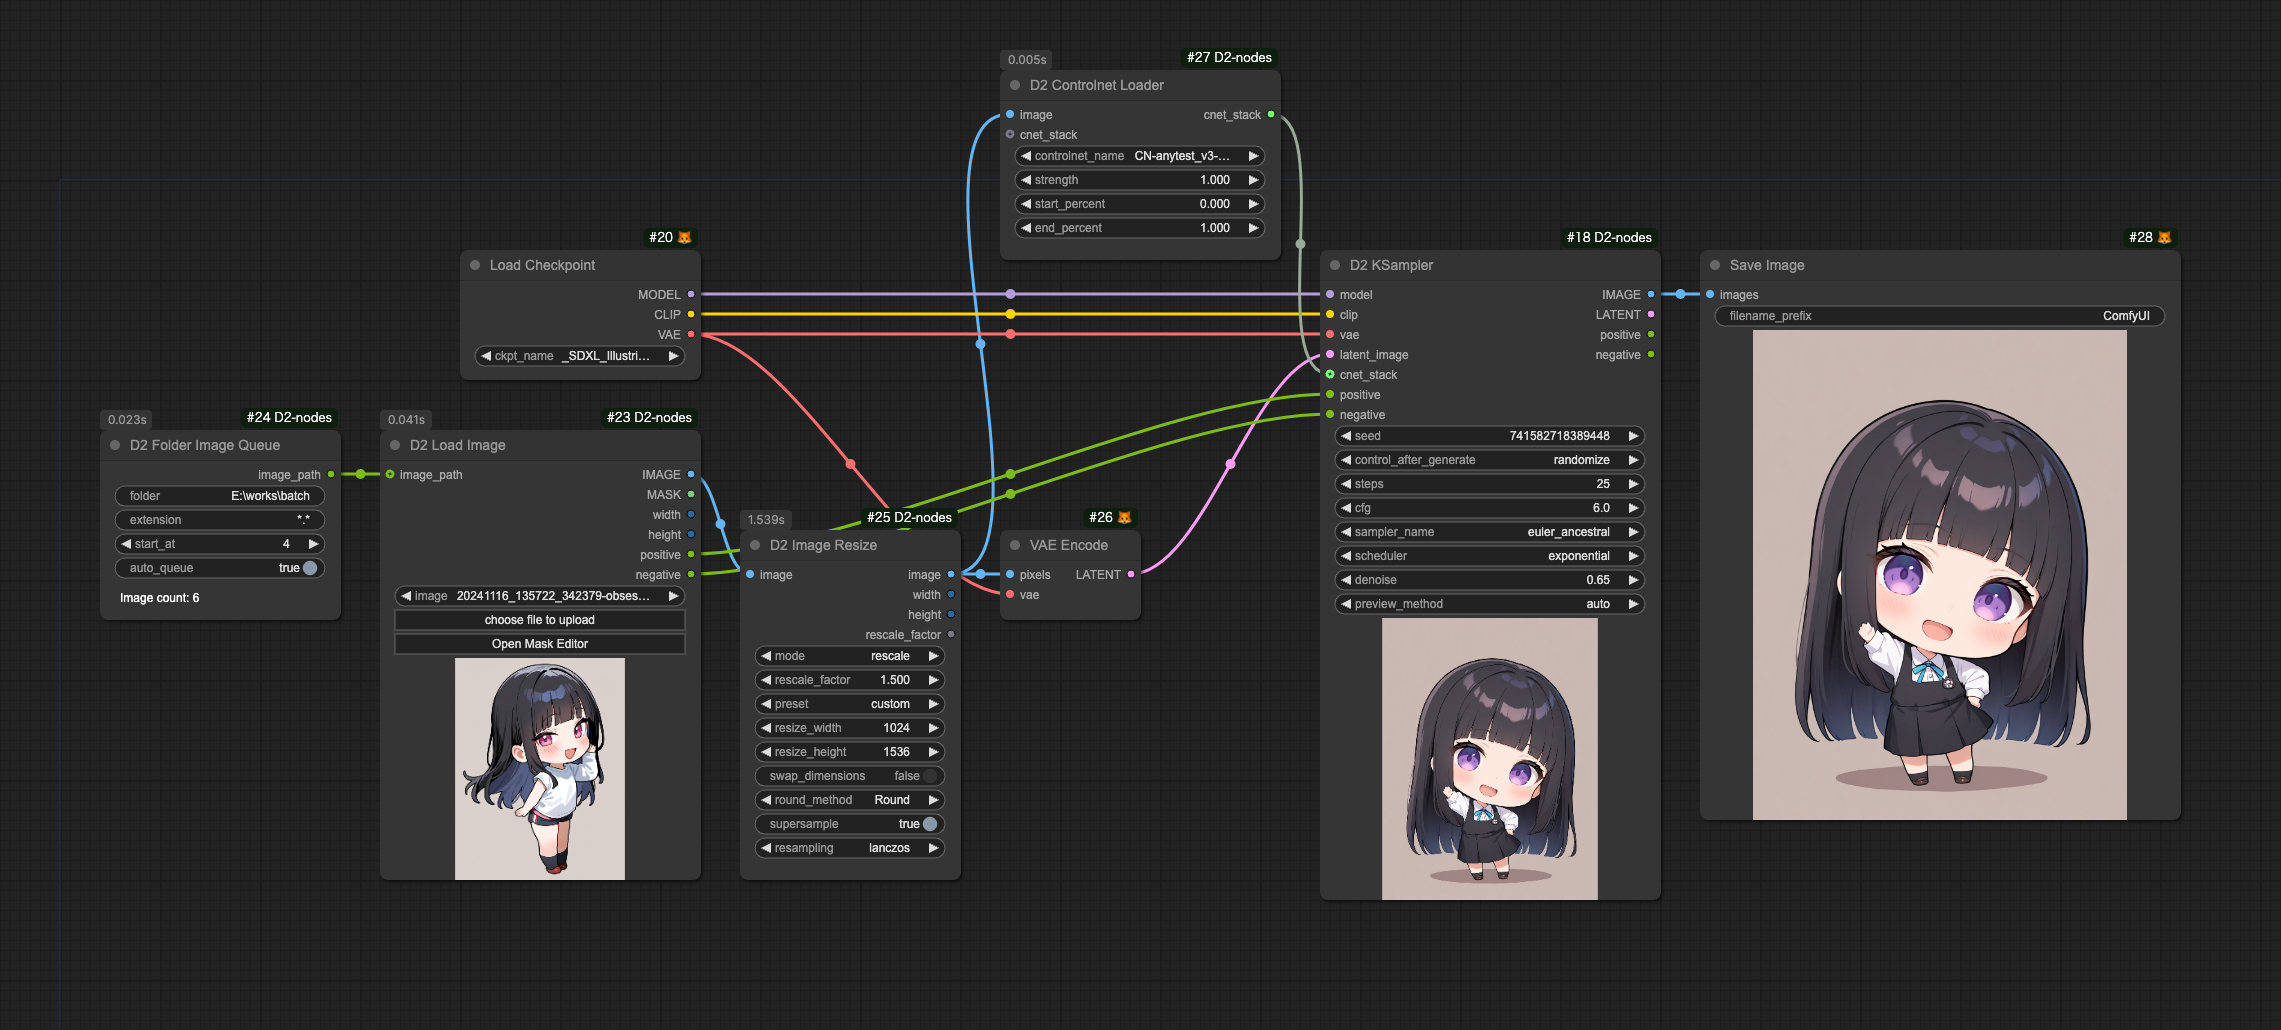 0.005s
#27 D2-nodes
D2 Controlnet Loader
image
cnet_stack
cnet_stack
controlnet_name CN-anytest_v3-...
strength 1.000
start_percent 0.000
end_percent 1.000
#20
Load Checkpoint
MODEL
CLIP
VAE
ckpt_name _SDXL_Illustri...
0.023s
#24 D2-nodes
D2 Folder Image Queue
image_path
folder E:\works\batch
extension *.*
start_at 4
auto_queue true
Image count: 6
0.041s
#23 D2-nodes
D2 Load Image
image_path
IMAGE
MASK
width
height
positive
negative
image 20241116_135722_342379-obses...
choose file to upload
Open Mask Editor
1.539s
#25 D2-nodes
D2 Image Resize
image
image
width
height
rescale_factor
mode rescale
rescale_factor 1.500
preset custom
resize_width 1024
resize_height 1536
swap_dimensions false
round_method Round
supersample true
resampling lanczos
#26
VAE Encode
pixels LATENT
vae
#18 D2-nodes
D2 KSampler
model
clip
vae
latent_image
cnet_stack
positive
negative
IMAGE
LATENT
positive
negative
seed 741582718389448
control_after_generate randomize
steps 25
cfg 6.0
sampler_name euler_ancestral
scheduler exponential
denoise 0.65
preview_method auto
#28
Save Image
images
filename_prefix ComfyUI